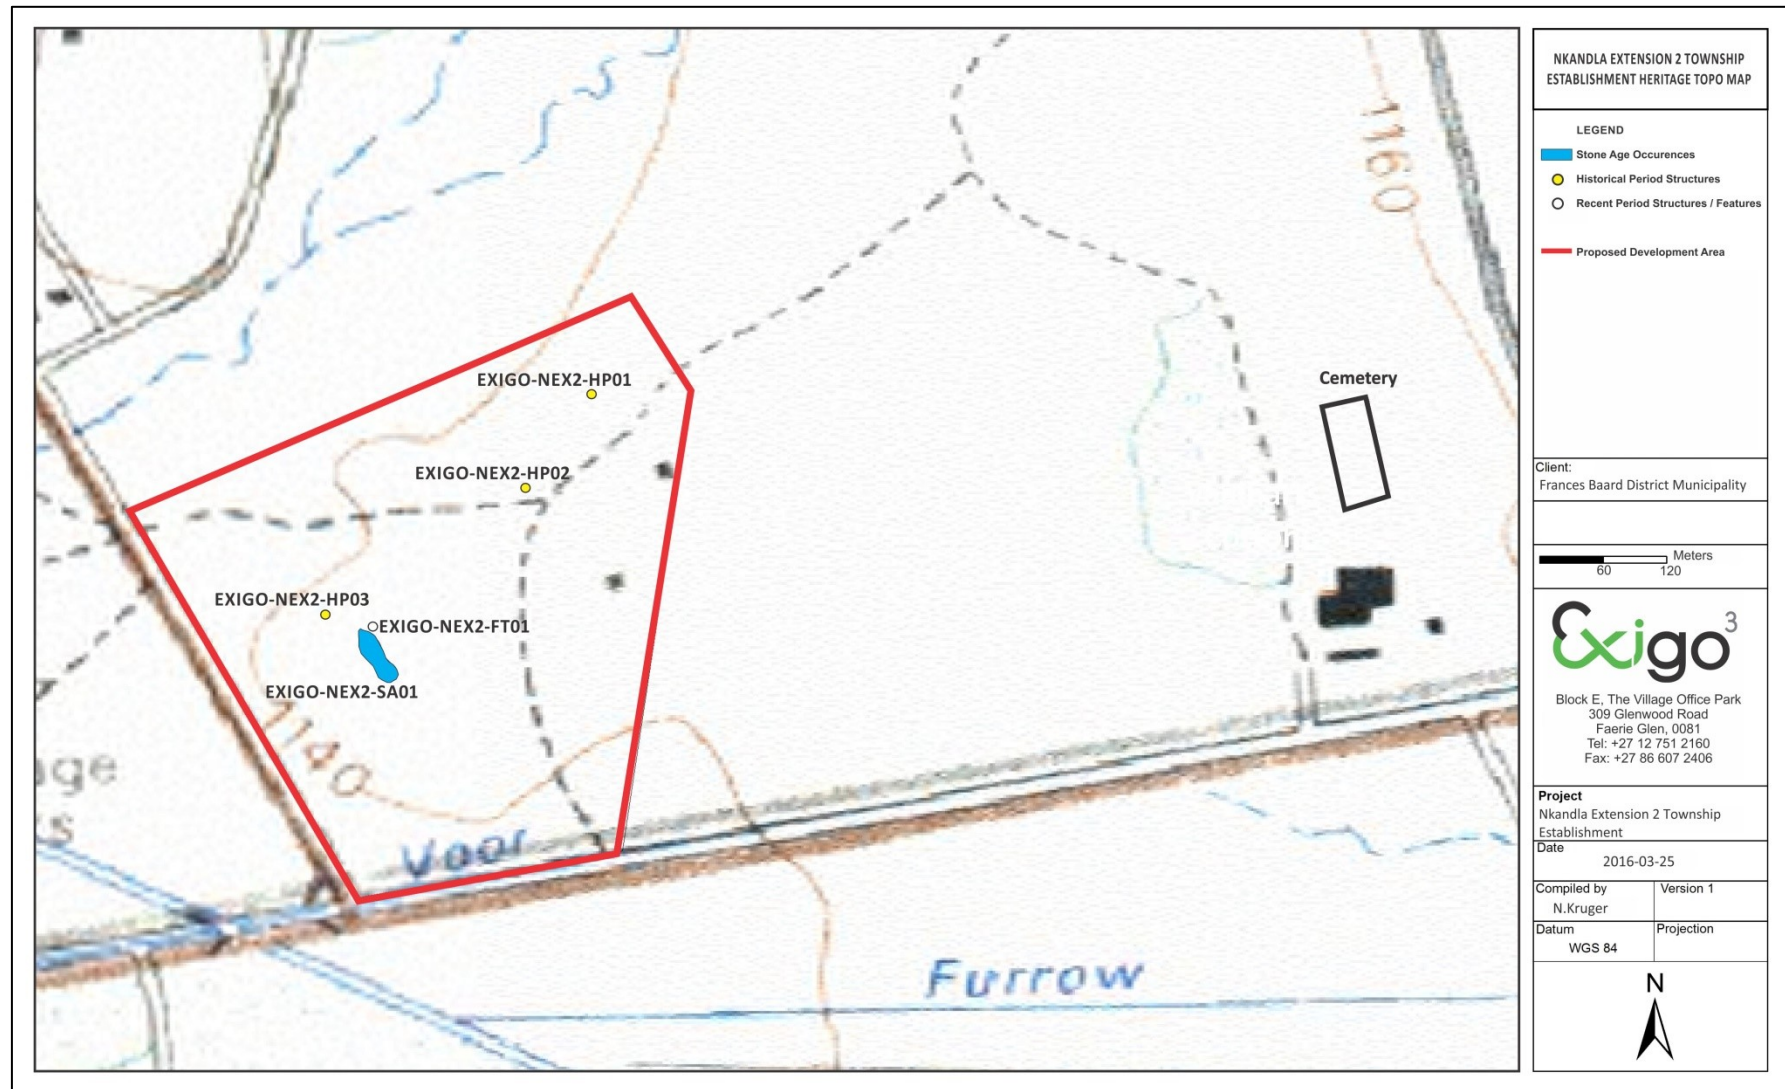 1160
EXIGO-NEX2-HP01
Cemetery
EXIGO-NEX2-HP02
EXIGO-NEX2-HP03
EXIGO-NEX2-FT01
EXIGO-NEX2-SA01
1140
Voor
Furrow
NKANDLA EXTENSION 2 TOWNSHIP
ESTABLISHMENT HERITAGE TOPO MAP
LEGEND
Stone Age Occurences
Historical Period Structures
Recent Period Structures / Features
Proposed Development Area
Client:
Frances Baard District Municipality
Meters
60 120
Exigo3
Block E, The Village Office Park
309 Glenwood Road
Faerie Glen, 0081
Tel: +27 12 751 2160
Fax: +27 86 607 2406
Project
Nkandla Extension 2 Township
Establishment
Date
2016-03-25
Compiled by Version 1
N.Kruger
Datum Projection
WGS 84
N